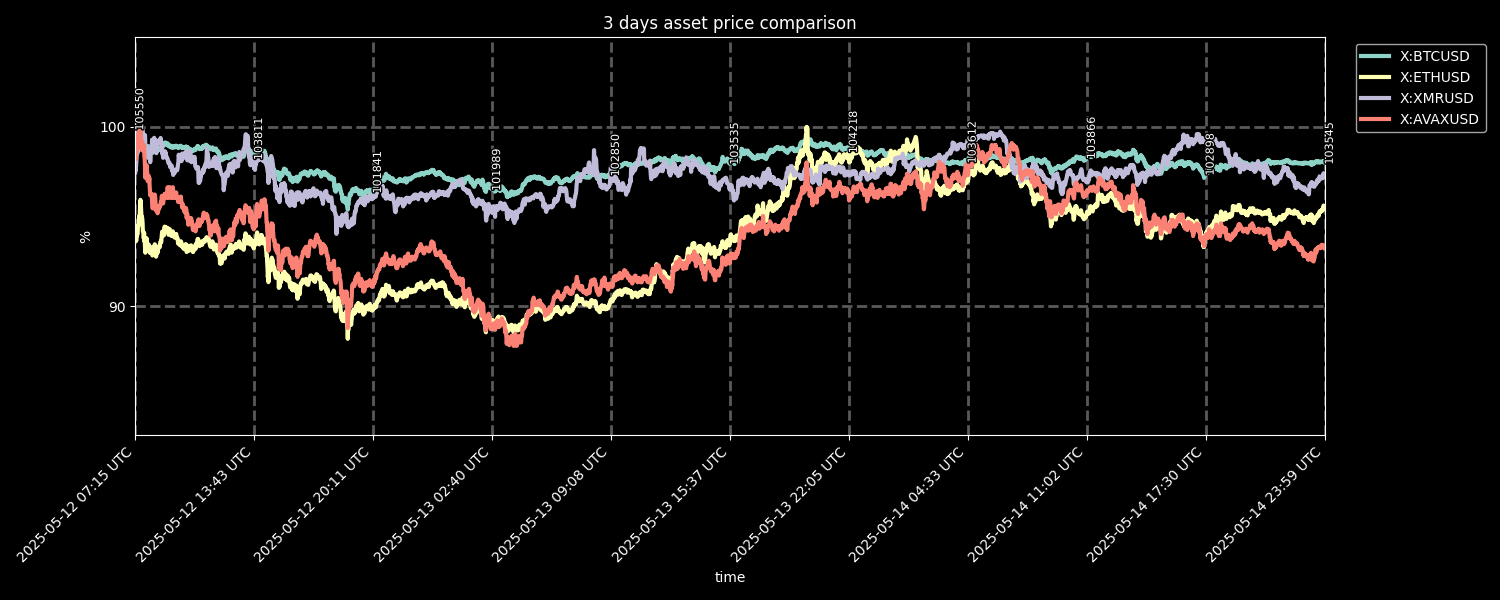 3 days asset price comparison
X:BTCUSD
X:ETHUSD
X:XMRUSD
X:AVAXUSD
%
100
90
105550
103811
101841
101989
102850
103535
104218
103612
103866
102898
103545
2025-05-12 07:15 UTC
2025-05-12 13:43 UTC
2025-05-12 20:11 UTC
2025-05-13 02:40 UTC
2025-05-13 09:08 UTC
2025-05-13 15:37 UTC
2025-05-13 22:05 UTC
2025-05-14 04:33 UTC
2025-05-14 11:02 UTC
2025-05-14 17:30 UTC
2025-05-14 23:59 UTC
time